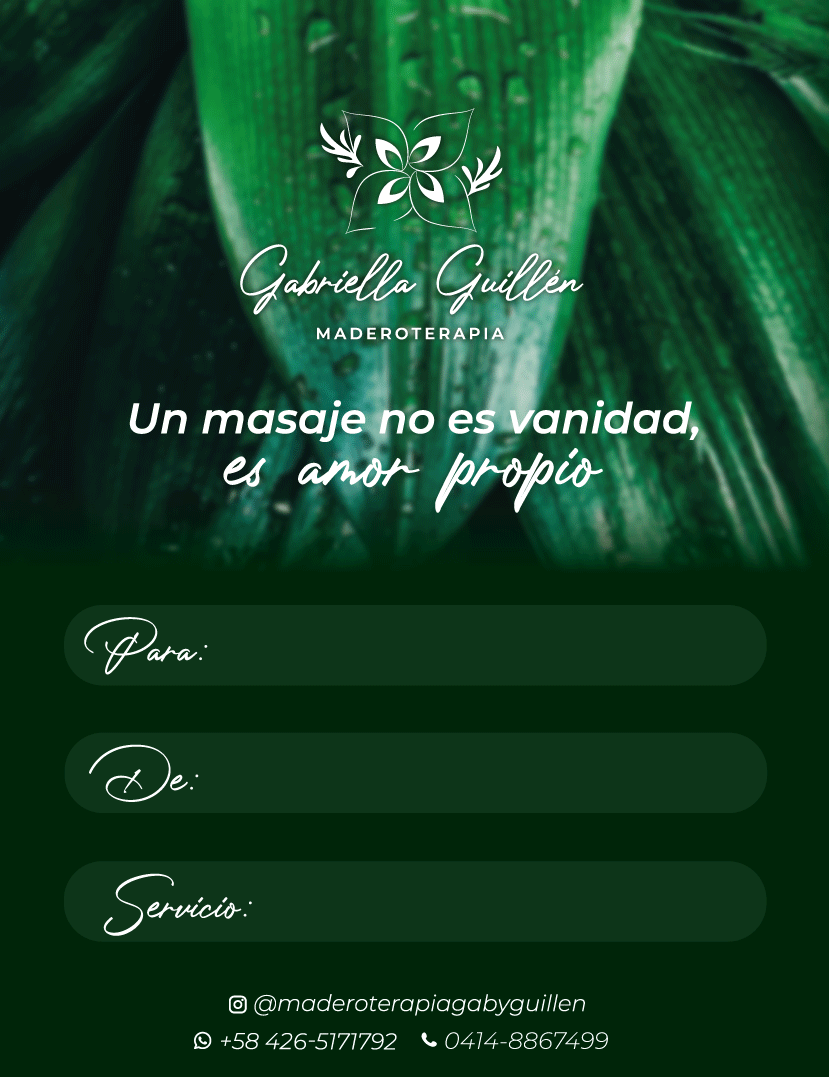 Gabriella Guillén
MADEROTERAPIA
Un masaje no es vanidad,
es amor propio
Para:
De:
Servicio:
@maderoterapiagabyguillen
+58 426-5171792 0414-8867499